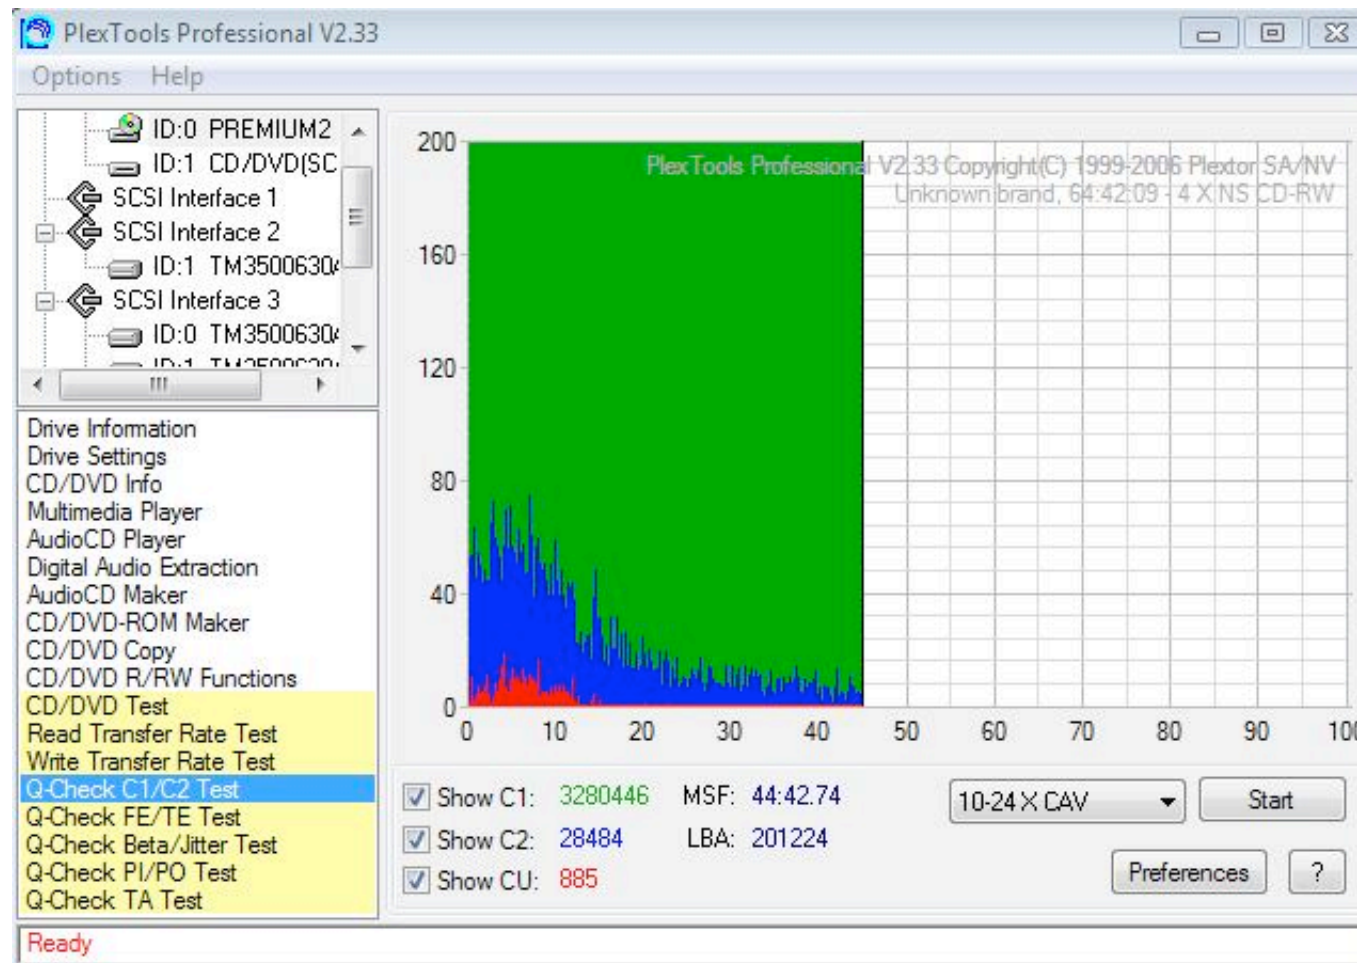 PlexTools Professional V2.33
Options Help
ID:0 PREMIUM2
ID:1 CD/DVD(SC
SCSI Interface 1
SCSI Interface 2
ID:1 TM3500630
SCSI Interface 3
ID:0 TM3500630
Drive Information
Drive Settings
CD/DVD Info
Multimedia Player
AudioCD Player
Digital Audio Extraction
AudioCD Maker
CD/DVD-ROM Maker
CD/DVD Copy
CD/DVD R/RW Functions
CD/DVD Test
Read Transfer Rate Test
Write Transfer Rate Test
Q-Check C1/C2 Test
Q-Check FE/TE Test
Q-Check Beta/Jitter Test
Q-Check PI/PO Test
Q-Check TA Test
PlexTools Professional V2.33 Copyright(C) 1999-2006 Plextor SA/NV
Unknown brand, 64:42:09 - 4 X NS CD-RW
200
160
120
80
40
0
0 10 20 30 40 50 60 70 80 90 100
Show C1: 3280446 MSF: 44:42.74 10-24 X CAV Start
Show C2: 28484 LBA: 201224
Show CU: 885 Preferences ?
Ready